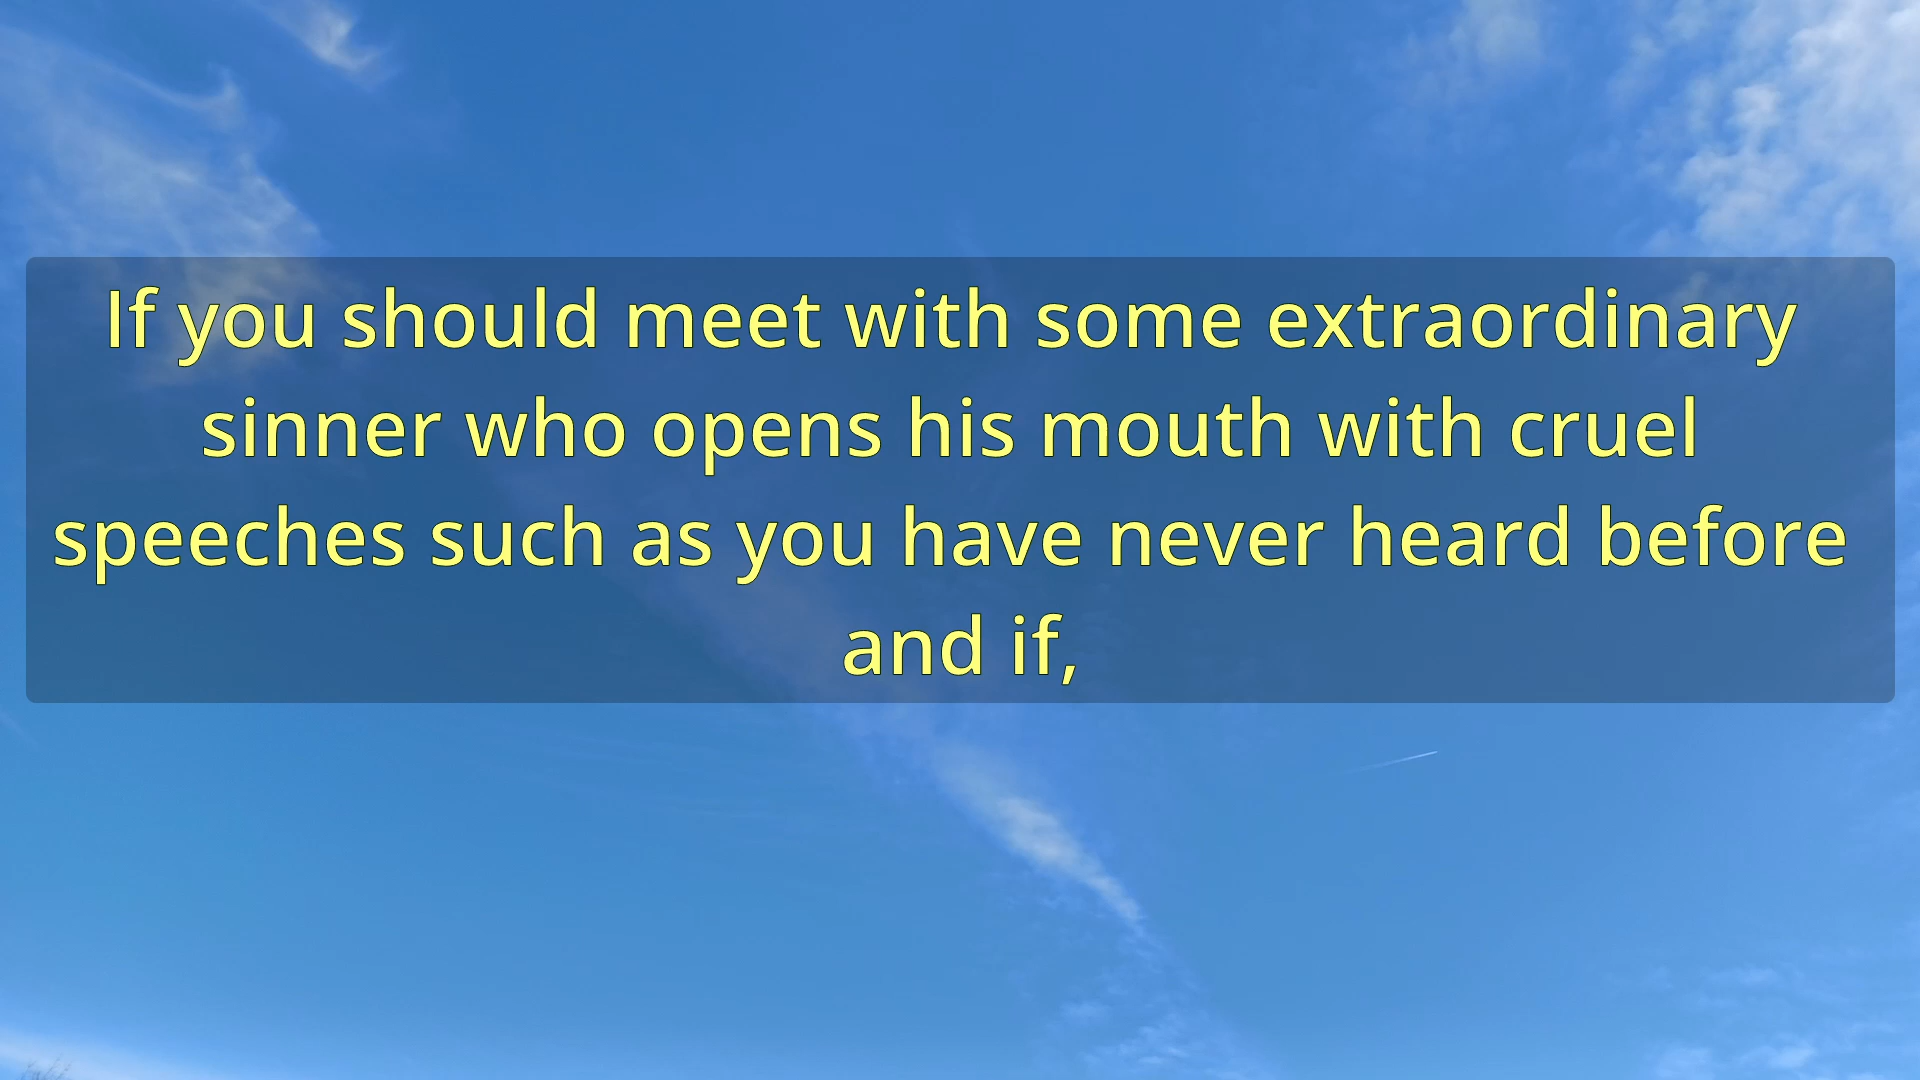 If you should meet with some extraordinary
sinner who opens his mouth with cruel
speeches such as you have never heard before
and if,